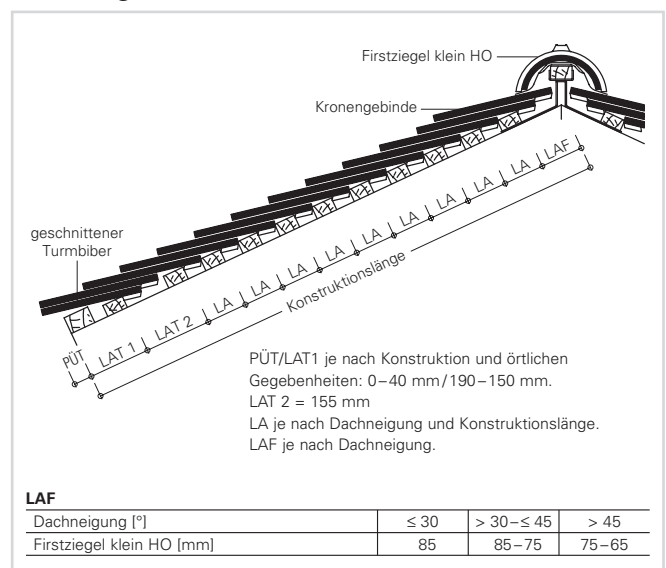 Firstziegel klein HO
Kronengebinde
geschnittener
Turmbiber
PÜT
LAT 1
LAT 2
LA
LA
LA
LA
LA
LA
LA
LA
LA
LAF
Konstruktionslänge
PÜT/LAT1 je nach Konstruktion und örtlichen
Gegebenheiten: 0–40 mm/190–150 mm.
LAT 2 = 155 mm
LA je nach Dachneigung und Konstruktionslänge.
LAF je nach Dachneigung.
LAF
Dachneigung [°] ≤ 30 > 30–≤ 45 > 45
Firstziegel klein HO [mm] 85 85–75 75–65